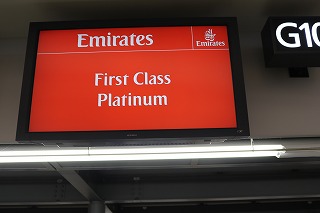 Emirates
Emirates
First Class
Platinum
G10